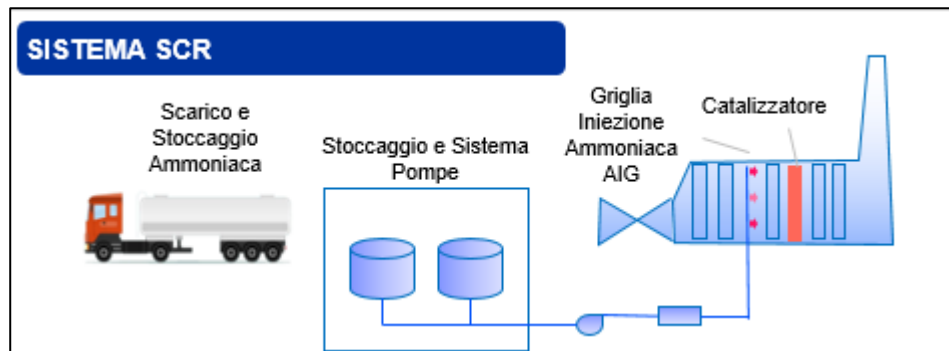 SISTEMA SCR
Scarico e
Stoccaggio
Ammoniaca
Stoccaggio e Sistema
Pompe
Griglia
Iniezione
Ammoniaca
AIG
Catalizzatore